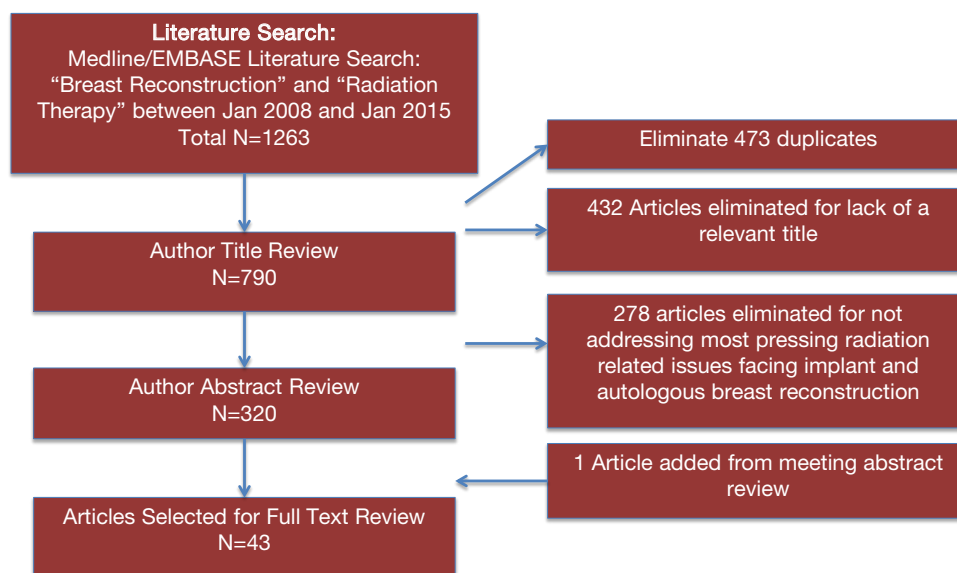 Literature Search:
Medline/EMBASE Literature Search:
“Breast Reconstruction” and “Radiation
Therapy” between Jan 2008 and Jan 2015
Total N=1263
Eliminate 473 duplicates
432 Articles eliminated for lack of a
relevant title
Author Title Review
N=790
278 articles eliminated for not
addressing most pressing radiation
related issues facing implant and
autologous breast reconstruction
Author Abstract Review
N=320
1 Article added from meeting abstract
review
Articles Selected for Full Text Review
N=43